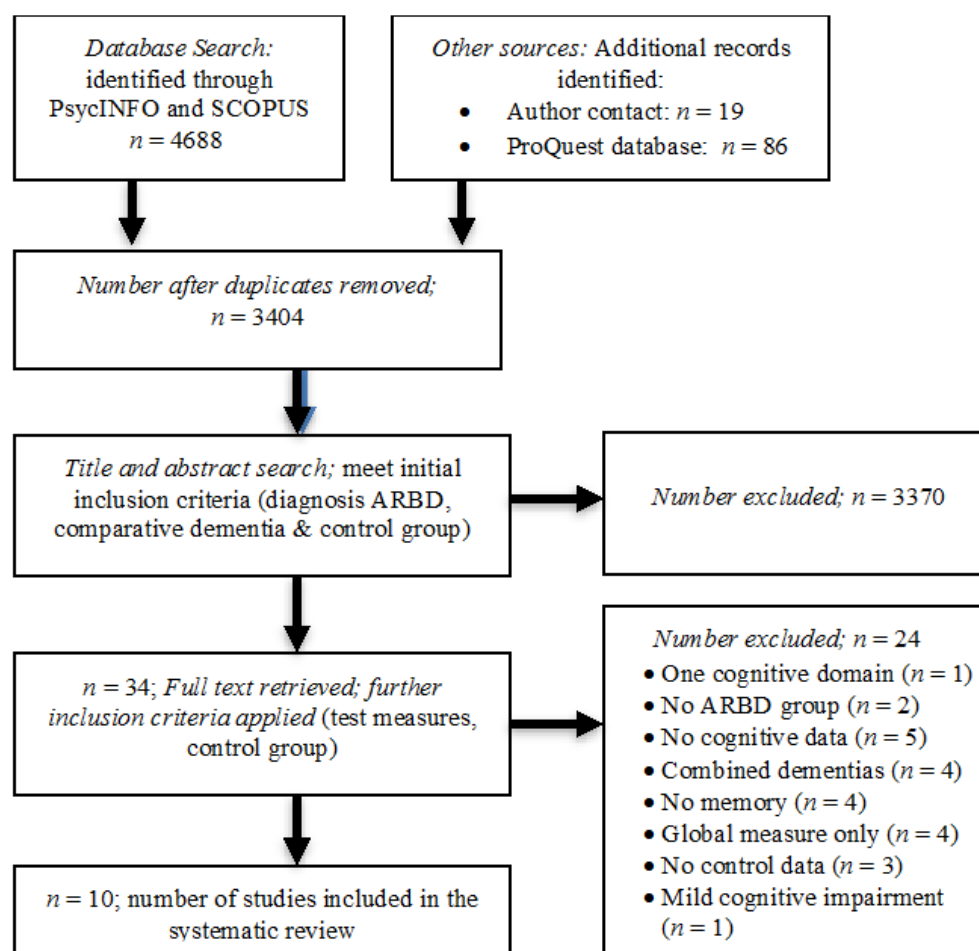 Database Search:
identified through
PsycINFO and SCOPUS
n = 4688
Other sources: Additional records
identified:
• Author contact: n = 19
• ProQuest database: n = 86
Number after duplicates removed;
n = 3404
Title and abstract search; meet initial
inclusion criteria (diagnosis ARBD,
comparative dementia & control group)
Number excluded; n = 3370
n = 34; Full text retrieved; further
inclusion criteria applied (test measures,
control group)
Number excluded; n = 24
• One cognitive domain (n = 1)
• No ARBD group (n = 2)
• No cognitive data (n = 5)
• Combined dementias (n = 4)
• No memory (n = 4)
• Global measure only (n = 4)
• No control data (n = 3)
• Mild cognitive impairment
(n = 1)
n = 10; number of studies included in the
systematic review